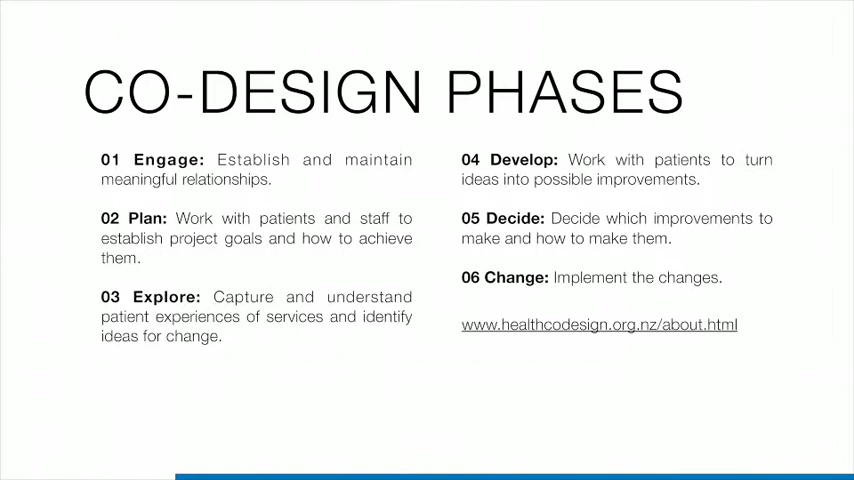 CO-DESIGN PHASES
01 Engage: Establish and maintain
meaningful relationships.
02 Plan: Work with patients and staff to
establish project goals and how to achieve
them.
03 Explore: Capture and understand
patient experiences of services and identify
ideas for change.
04 Develop: Work with patients to turn
ideas into possible improvements.
05 Decide: Decide which improvements to
make and how to make them.
06 Change: Implement the changes.
www.healthcodesign.org.nz/about.html